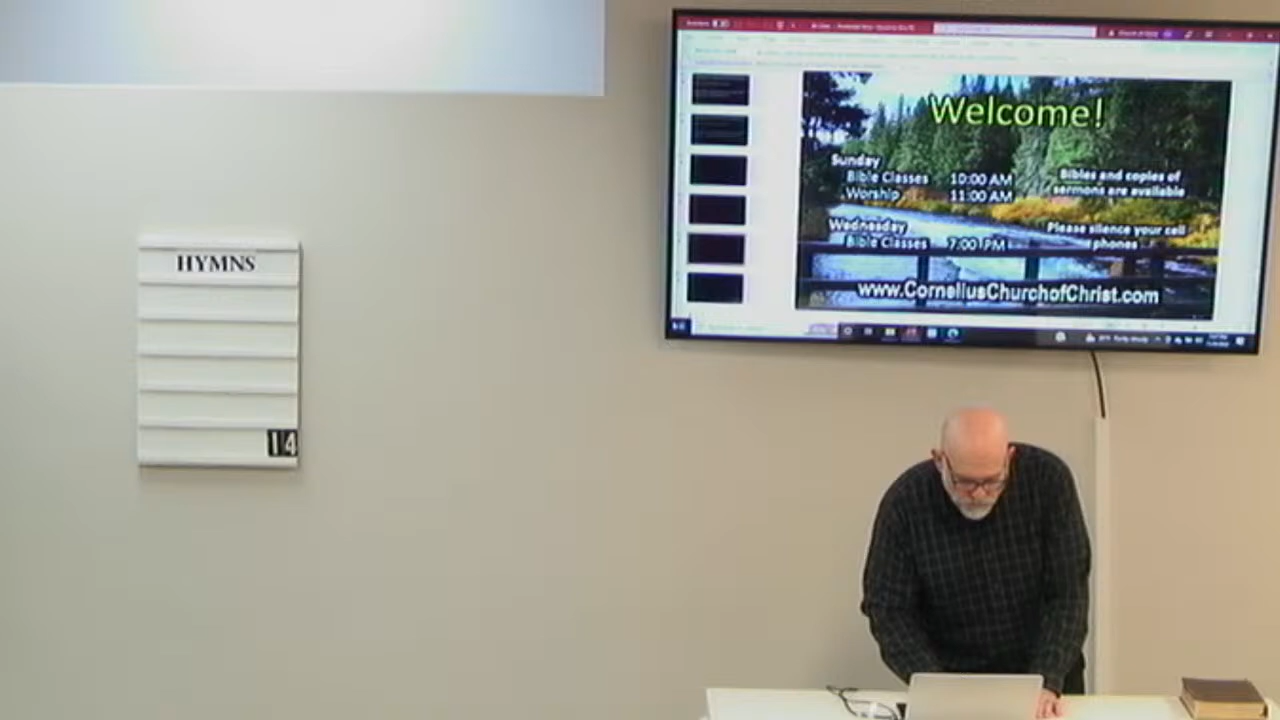 HYMNS
14
Welcome!
Sunday
Bible Classes 10:00 AM
Worship 11:00 AM
Bibles and copies of
sermons are available
Wednesday
Bible Classes 7:00 PM
Please silence your cell
phones
www.CorneliusChurchofChrist.com